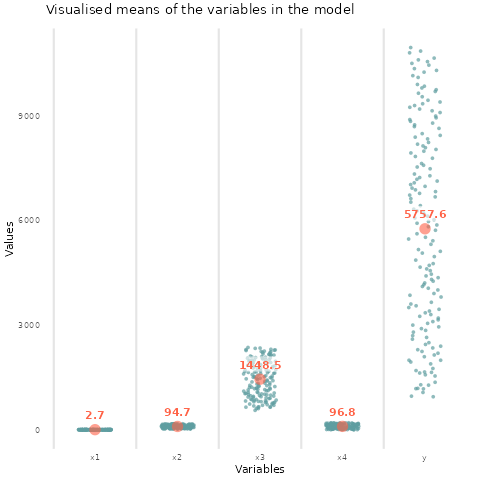 Visualised means of the variables in the model
Values
9000
6000
3000
0
5757.6
1448.5
2.7
94.7
96.8
x1
x2
x3
x4
y
Variables